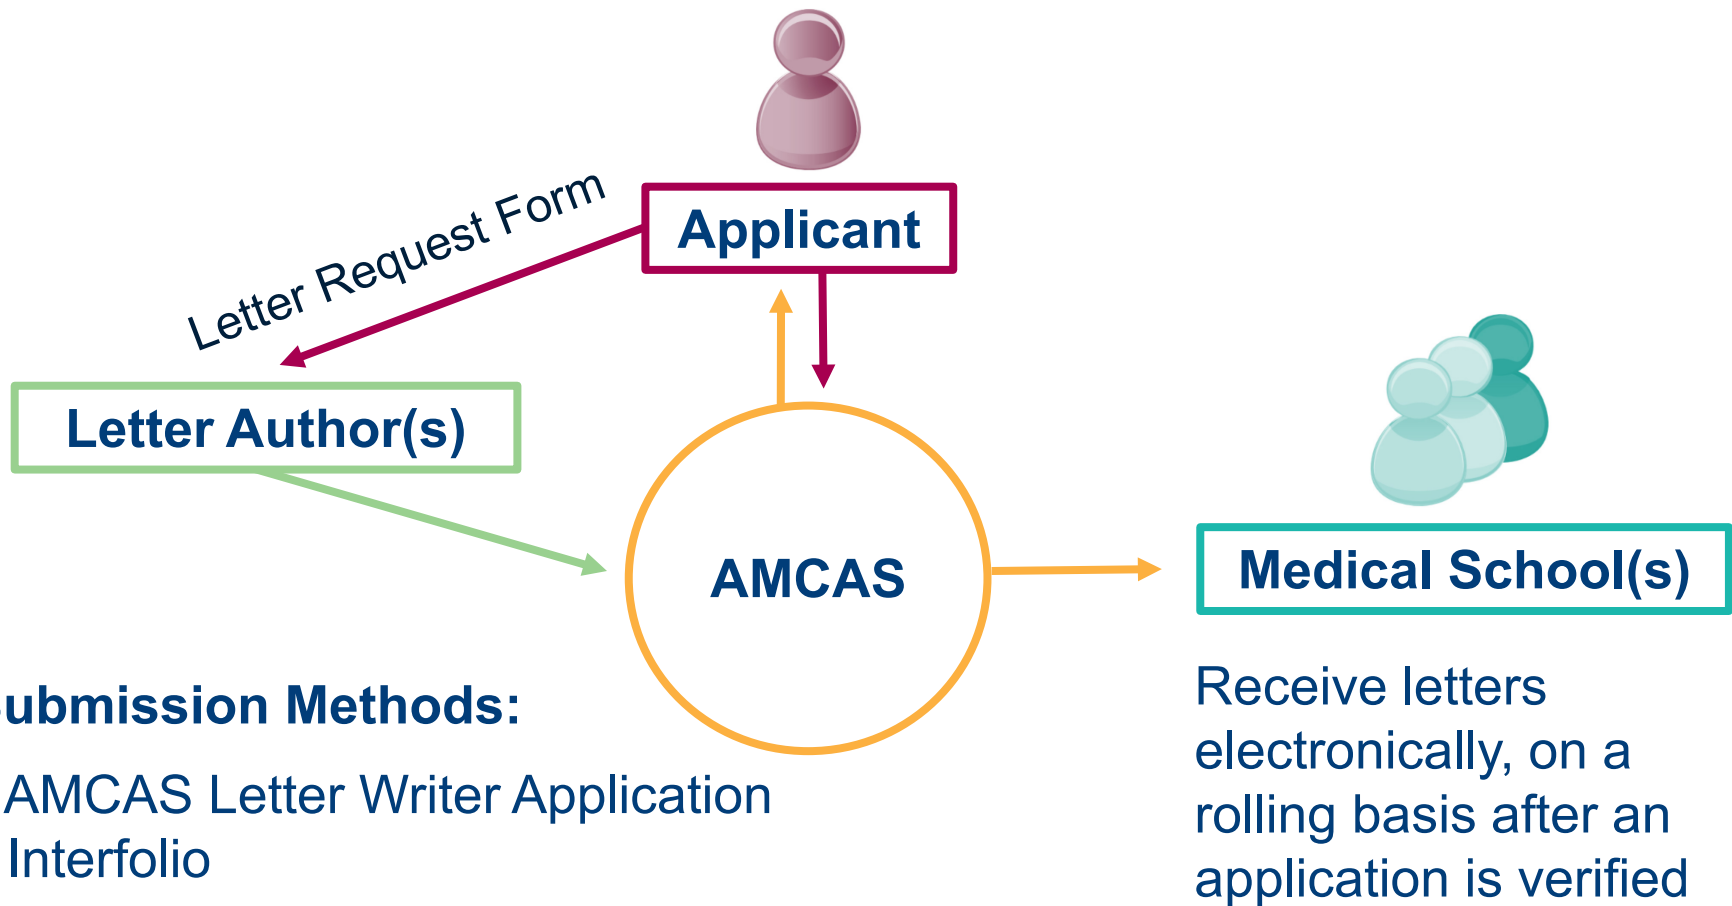 Applicant
Letter Request Form
Letter Author(s)
AMCAS
Medical School(s)
ubmission Methods:
AMCAS Letter Writer Application
Interfolio
Receive letters
electronically, on a
rolling basis after an
application is verified